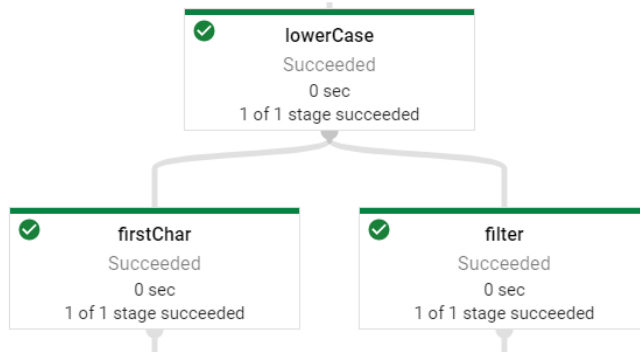 lowerCase
Succeeded
0 sec
1 of 1 stage succeeded
firstChar
Succeeded
0 sec
1 of 1 stage succeeded
filter
Succeeded
0 sec
1 of 1 stage succeeded